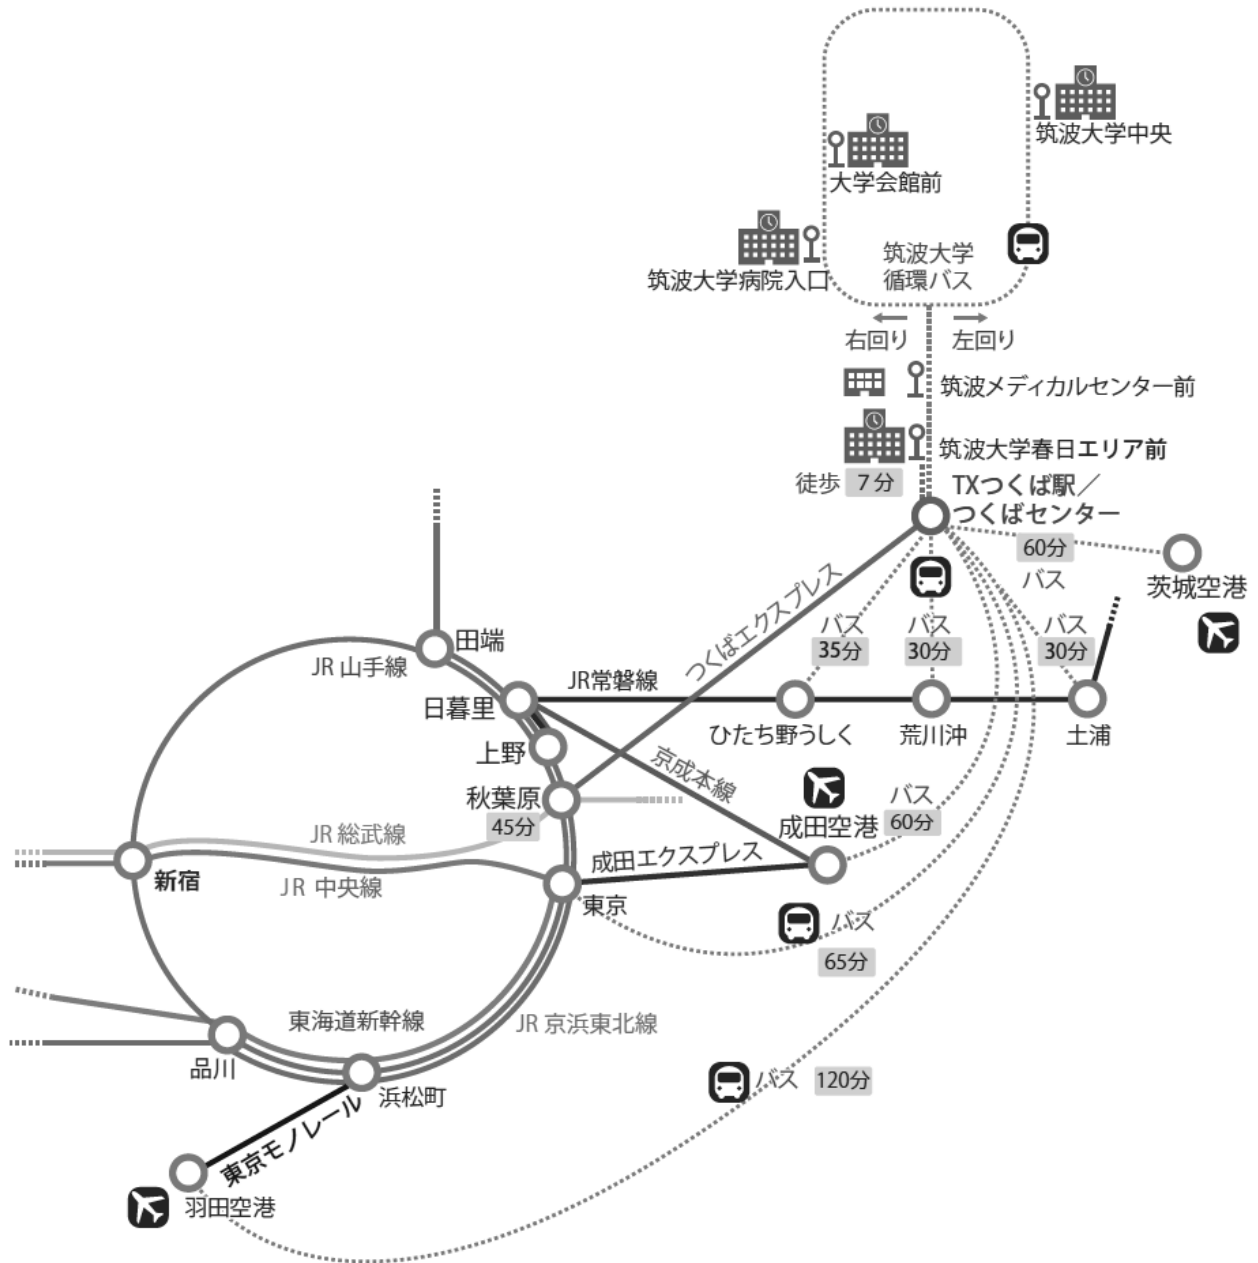 筑波大学中央
大学会館前
筑波大学病院入口
筑波大学
循環バス
右回り
左回り
筑波メディカルセンター前
筑波大学春日エリア前
徒歩 7分
TXつくば駅／
つくばセンター
60分
バス
茨城空港
つくばエクスプレス
バス
35分
バス
30分
バス
30分
田端
JR 山手線
日暮里
JR常磐線
ひたち野うしく
荒川沖
土浦
上野
京成本線
秋葉原
45分
成田空港
バス
60分
JR 総武線
成田エクスプレス
新宿
JR 中央線
東京
バス
65分
東海道新幹線
JR 京浜東北線
品川
浜松町
バス 120分
東京モノレール
羽田空港